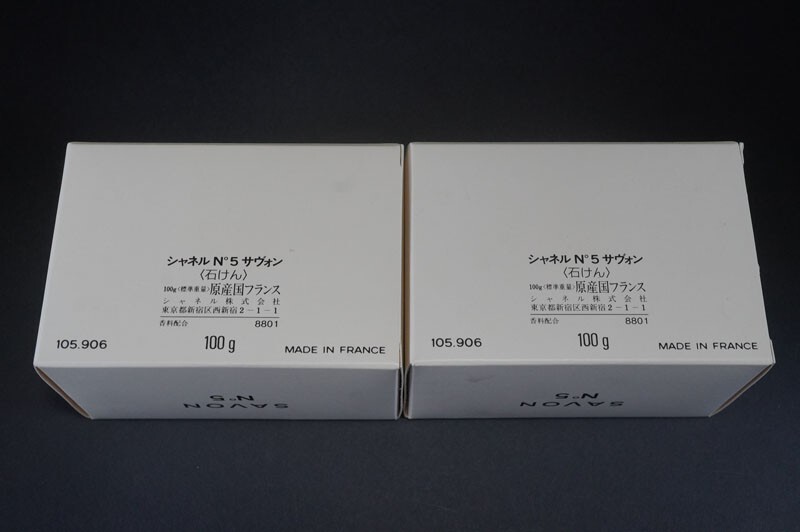 シャネル N°5 サヴォン
〈石けん〉
100g〈標準重量〉原産国フランス
シャネル株式会社
東京都新宿区西新宿2-1-1
香料配合 8801
105.906 100 g MADE IN FRANCE
SAVON
N°5
シャネル N°5 サヴォン
〈石けん〉
100g〈標準重量〉原産国フランス
シャネル株式会社
東京都新宿区西新宿2-1-1
香料配合 8801
105.906 100 g MADE IN FRANCE
SAVON
N°5